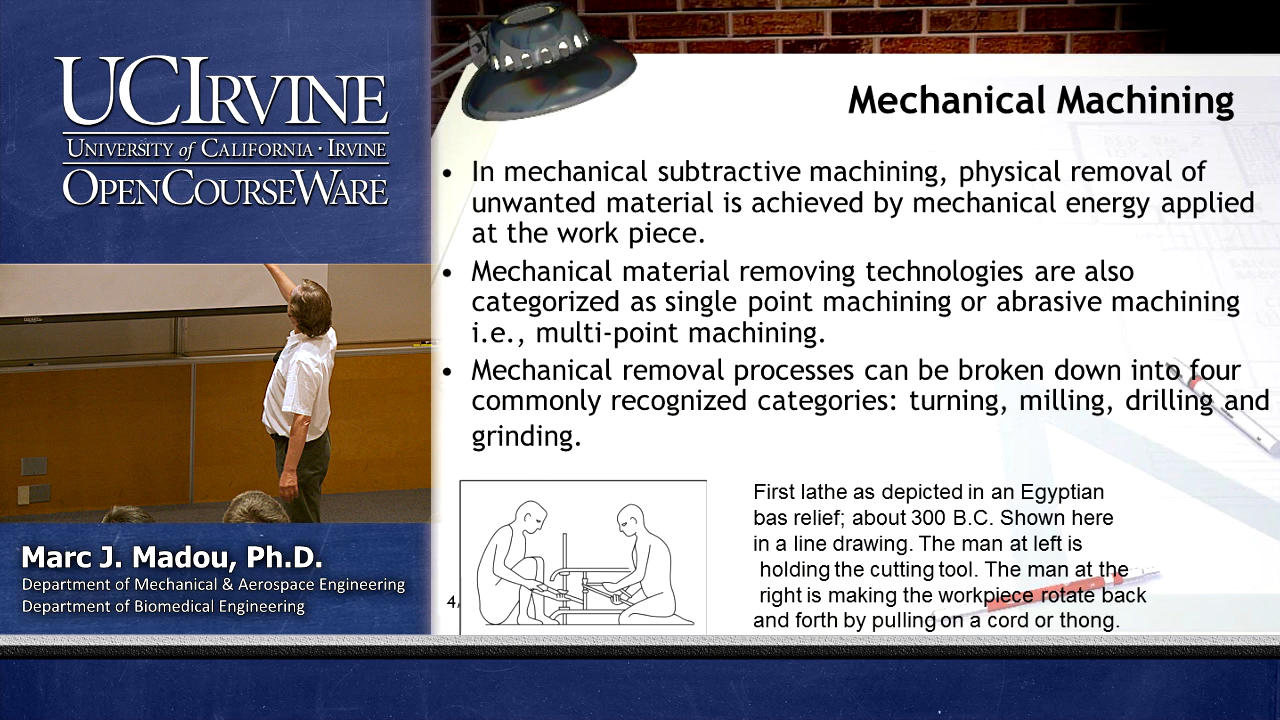 UCIRVINE
UNIVERSITY of CALIFORNIA · IRVINE
OPENCOURSEWARE
Marc J. Madou, Ph.D.
Department of Mechanical & Aerospace Engineering
Department of Biomedical Engineering
Mechanical Machining
• In mechanical subtractive machining, physical removal of
unwanted material is achieved by mechanical energy applied
at the work piece.
• Mechanical material removing technologies are also
categorized as single point machining or abrasive machining
i.e., multi-point machining.
• Mechanical removal processes can be broken down into four
commonly recognized categories: turning, milling, drilling and
grinding.
4/
First lathe as depicted in an Egyptian
bas relief; about 300 B.C. Shown here
in a line drawing. The man at left is
holding the cutting tool. The man at the
right is making the workpiece rotate back
and forth by pulling on a cord or thong.